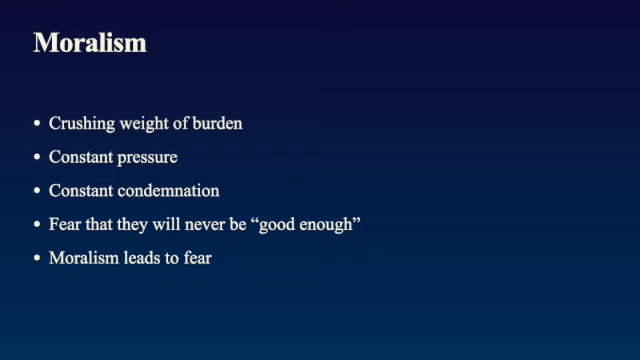 Moralism
• Crushing weight of burden
• Constant pressure
• Constant condemnation
• Fear that they will never be “good enough”
• Moralism leads to fear